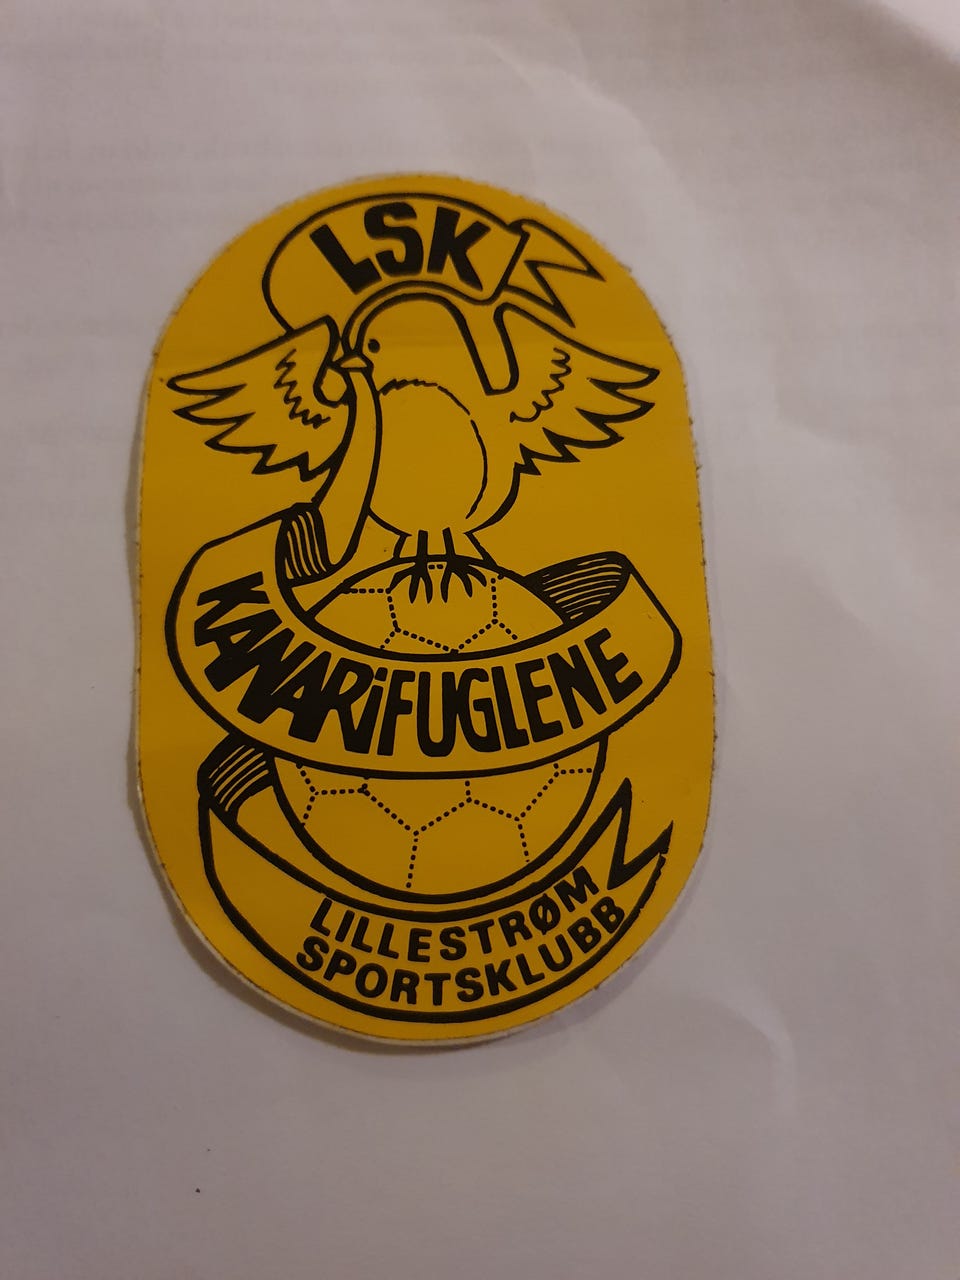 LSK
KANARiFUGLENE
LILLESTRØM
SPORTSKLUBB